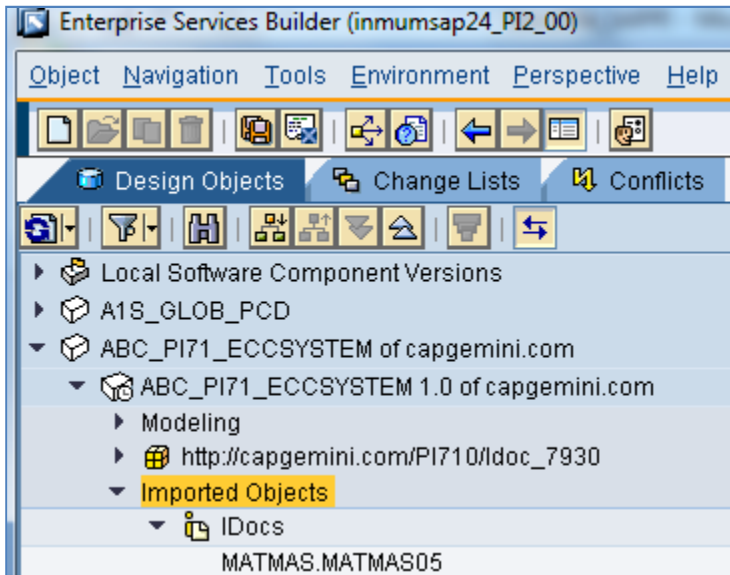 Enterprise Services Builder (inmumsap24_PI2_00)
Object Navigation Tools Environment Perspective Help
Design Objects Change Lists Conflicts
Local Software Component Versions
A1S_GLOB_PCD
ABC_PI71_ECCSYSTEM of capgemini.com
ABC_PI71_ECCSYSTEM 1.0 of capgemini.com
Modeling
http://capgemini.com/PI710/Idoc_7930
Imported Objects
IDocs
MATMAS.MATMAS05